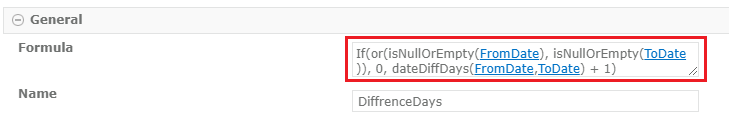 General
Formula
If(or(isNullOrEmpty(FromDate), isNullOrEmpty(ToDate
)), 0, dateDiffDays(FromDate,ToDate) + 1)
Name
DiffrenceDays